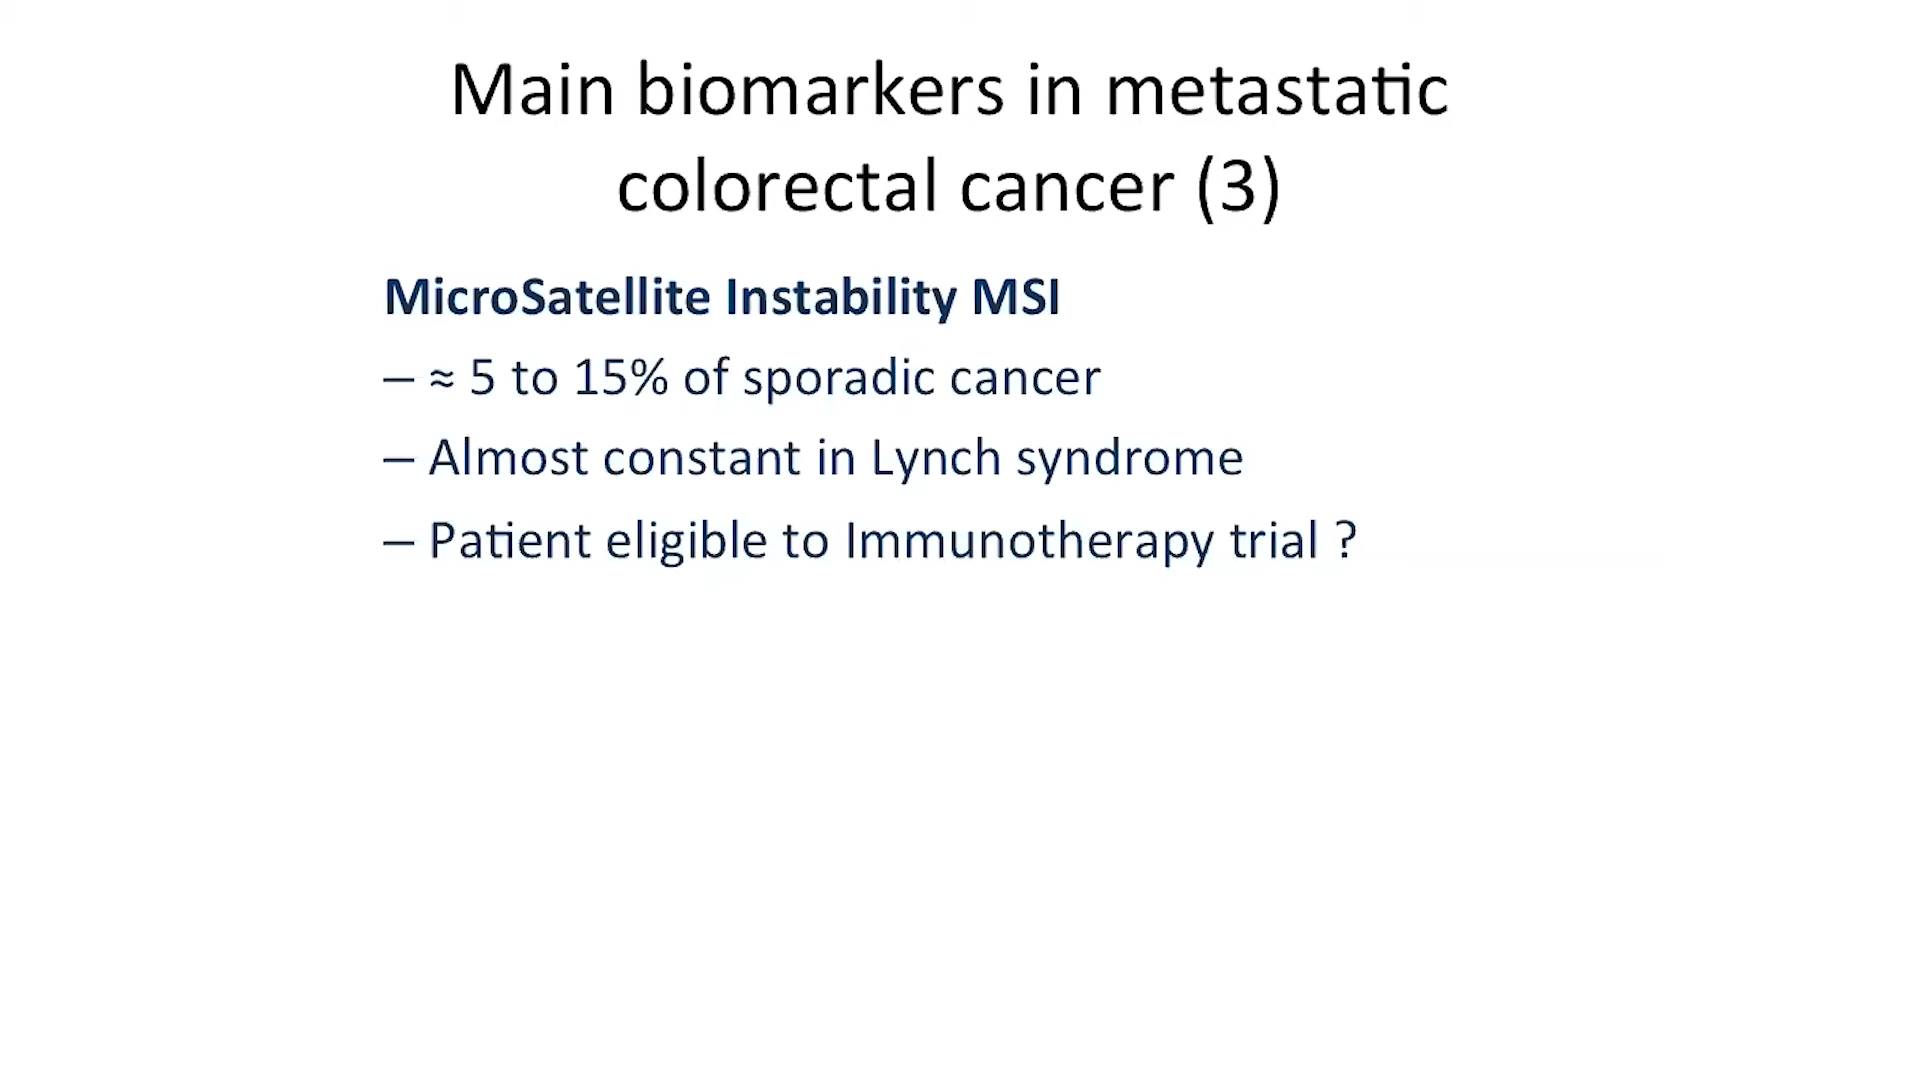 Main biomarkers in metastatic
colorectal cancer (3)
MicroSatellite Instability MSI
– ≈ 5 to 15% of sporadic cancer
– Almost constant in Lynch syndrome
– Patient eligible to Immunotherapy trial ?